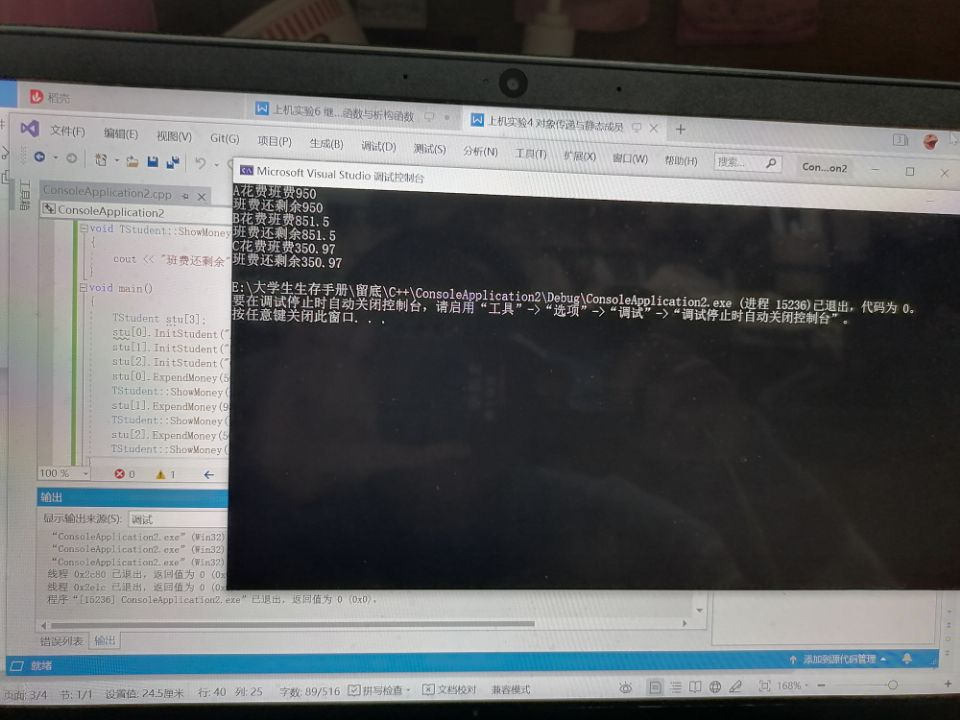 稻壳
上机实验6 继...函数与析构函数
上机实验4 对象传递与静态成员
文件(F) 编辑(E) 视图(V) Git(G) 项目(P) 生成(B) 调试(D) 测试(S) 分析(N) 工具(T) 扩展(X) 窗口(W) 帮助(H) 搜索... Con...on2
ConsoleApplication2.cpp
ConsoleApplication2
工具箱
void TStudent::ShowMoney
{
cout << "班费还剩余"
}
void main()
{
TStudent stu[3];
stu[0].InitStudent("
stu[1].InitStudent("
stu[2].InitStudent("
stu[0].ExpendMoney(5
TStudent::ShowMoney(
stu[1].ExpendMoney(9
TStudent::ShowMoney(
stu[2].ExpendMoney(5
TStudent::ShowMoney(
100 % 0 1
Microsoft Visual Studio 调试控制台
A花费班费950
班费还剩余950
B花费班费851.5
班费还剩余851.5
C花费班费350.97
班费还剩余350.97
E:\大学生生存手册\留底\C++\ConsoleApplication2\Debug\ConsoleApplication2.exe (进程 15236)已退出，代码为 0。
要在调试停止时自动关闭控制台，请启用“工具”->“选项”->“调试”->“调试停止时自动关闭控制台”。
按任意键关闭此窗口. . .
输出
显示输出来源(S): 调试
“ConsoleApplication2.exe” (Win32)
“ConsoleApplication2.exe” (Win32)
“ConsoleApplication2.exe” (Win32)
线程 0x2c80 已退出，返回值为 0 (0x
线程 0x2e1c 已退出，返回值为 0 (0x
程序“[15236] ConsoleApplication2.exe”已退出，返回值为 0 (0x0)。
错误列表 输出
就绪 添加到源代码管理
页面: 3/4 节: 1/1 设置值: 24.5厘米 行: 40 列: 25 字数: 89/516 拼写检查 文档校对 兼容模式 168%